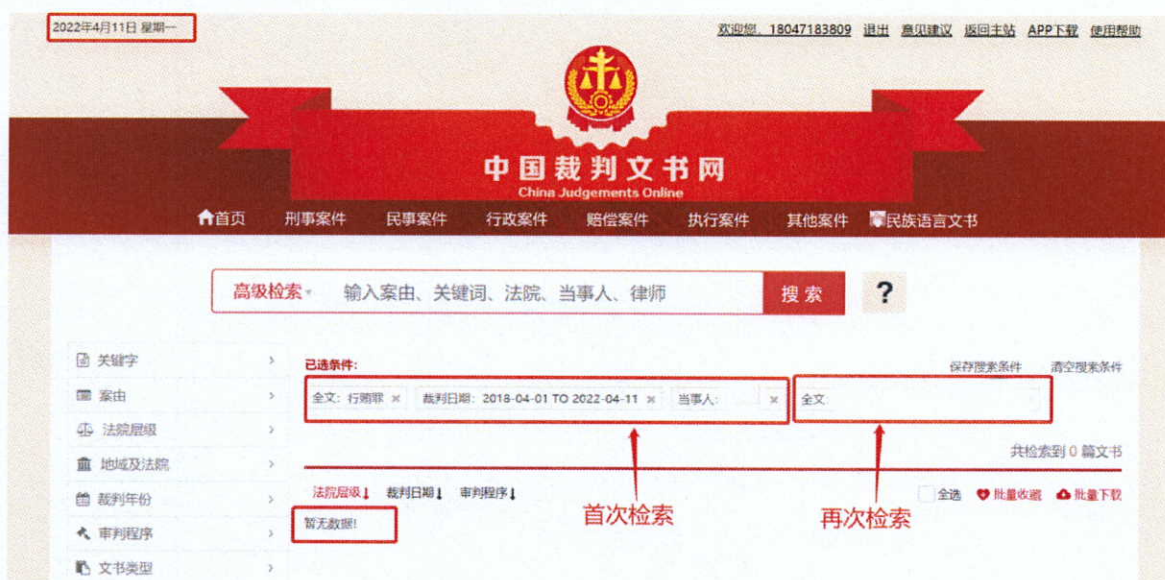 2022年4月11日 星期一
欢迎您，18047183809 退出 意见建议 返回主站 APP下载 使用帮助
中国裁判文书网
China Judgements Online
首页 刑事案件 民事案件 行政案件 赔偿案件 执行案件 其他案件 民族语言文书
高级检索 输入案由、关键词、法院、当事人、律师 搜索 ?
关键字
案由
法院层级
地域及法院
裁判年份
审判程序
文书类型
已选条件:
保存搜索条件 清空搜索条件
全文: 行贿罪 × 裁判日期: 2018-04-01 TO 2022-04-11 × 当事人: × 全文:
共检索到 0 篇文书
法院层级↓ 裁判日期↓ 审判程序↓
全选 批量收藏 批量下载
暂无数据!
首次检索
再次检索